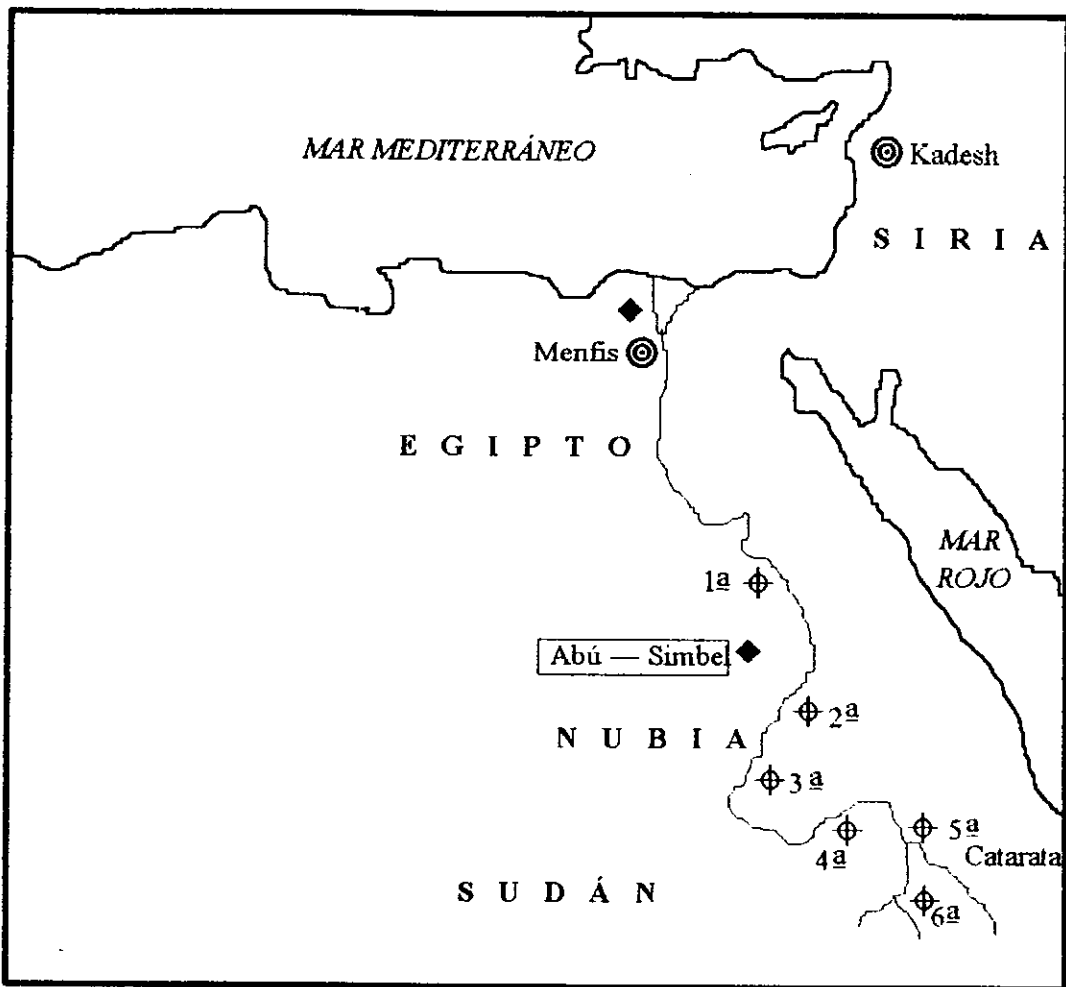 MAR MEDITERRÁNEO
Kadesh
S I R I A
Menfis
E G I P T O
MAR
ROJO
1ª
Abú — Simbel
2ª
N U B I A
3ª
4ª
5ª
Catarata
S U D Á N
6ª